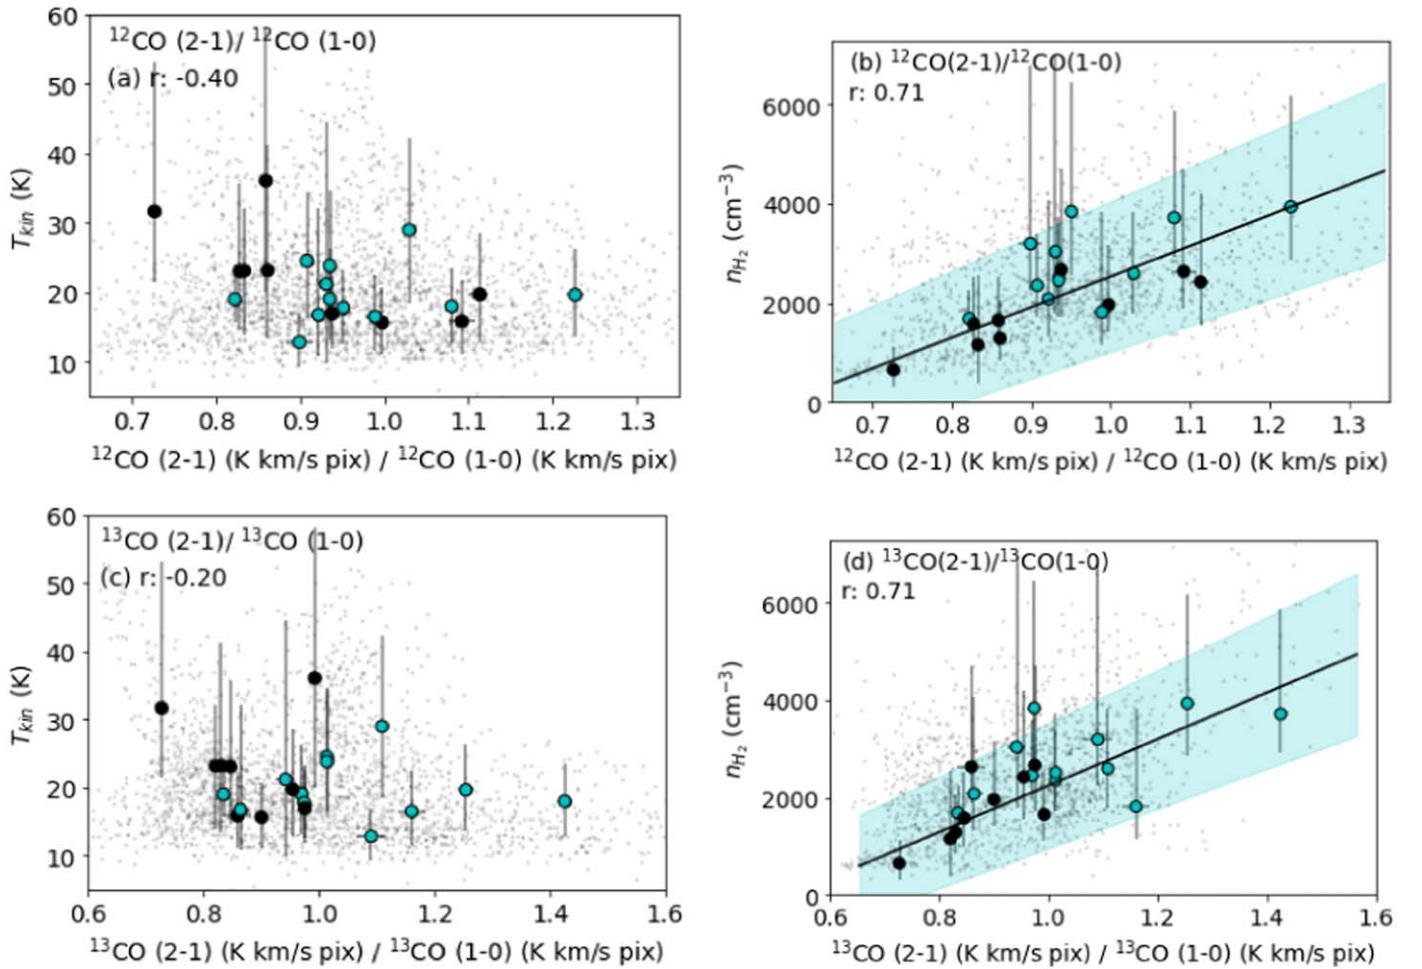 60
50
40
30
20
10
T_kin (K)
¹²CO (2-1)/ ¹²CO (1-0)
(a) r: -0.40
0.7 0.8 0.9 1.0 1.1 1.2 1.3
¹²CO (2-1) (K km/s pix) / ¹²CO (1-0) (K km/s pix)
6000
4000
2000
0
n_H₂ (cm⁻³)
(b) ¹²CO(2-1)/¹²CO(1-0)
r: 0.71
0.7 0.8 0.9 1.0 1.1 1.2 1.3
¹²CO (2-1) (K km/s pix) / ¹²CO (1-0) (K km/s pix)
60
50
40
30
20
10
T_kin (K)
¹³CO (2-1)/ ¹³CO (1-0)
(c) r: -0.20
0.6 0.8 1.0 1.2 1.4 1.6
¹³CO (2-1) (K km/s pix) / ¹³CO (1-0) (K km/s pix)
6000
4000
2000
0
n_H₂ (cm⁻³)
(d) ¹³CO(2-1)/¹³CO(1-0)
r: 0.71
0.6 0.8 1.0 1.2 1.4 1.6
¹³CO (2-1) (K km/s pix) / ¹³CO (1-0) (K km/s pix)